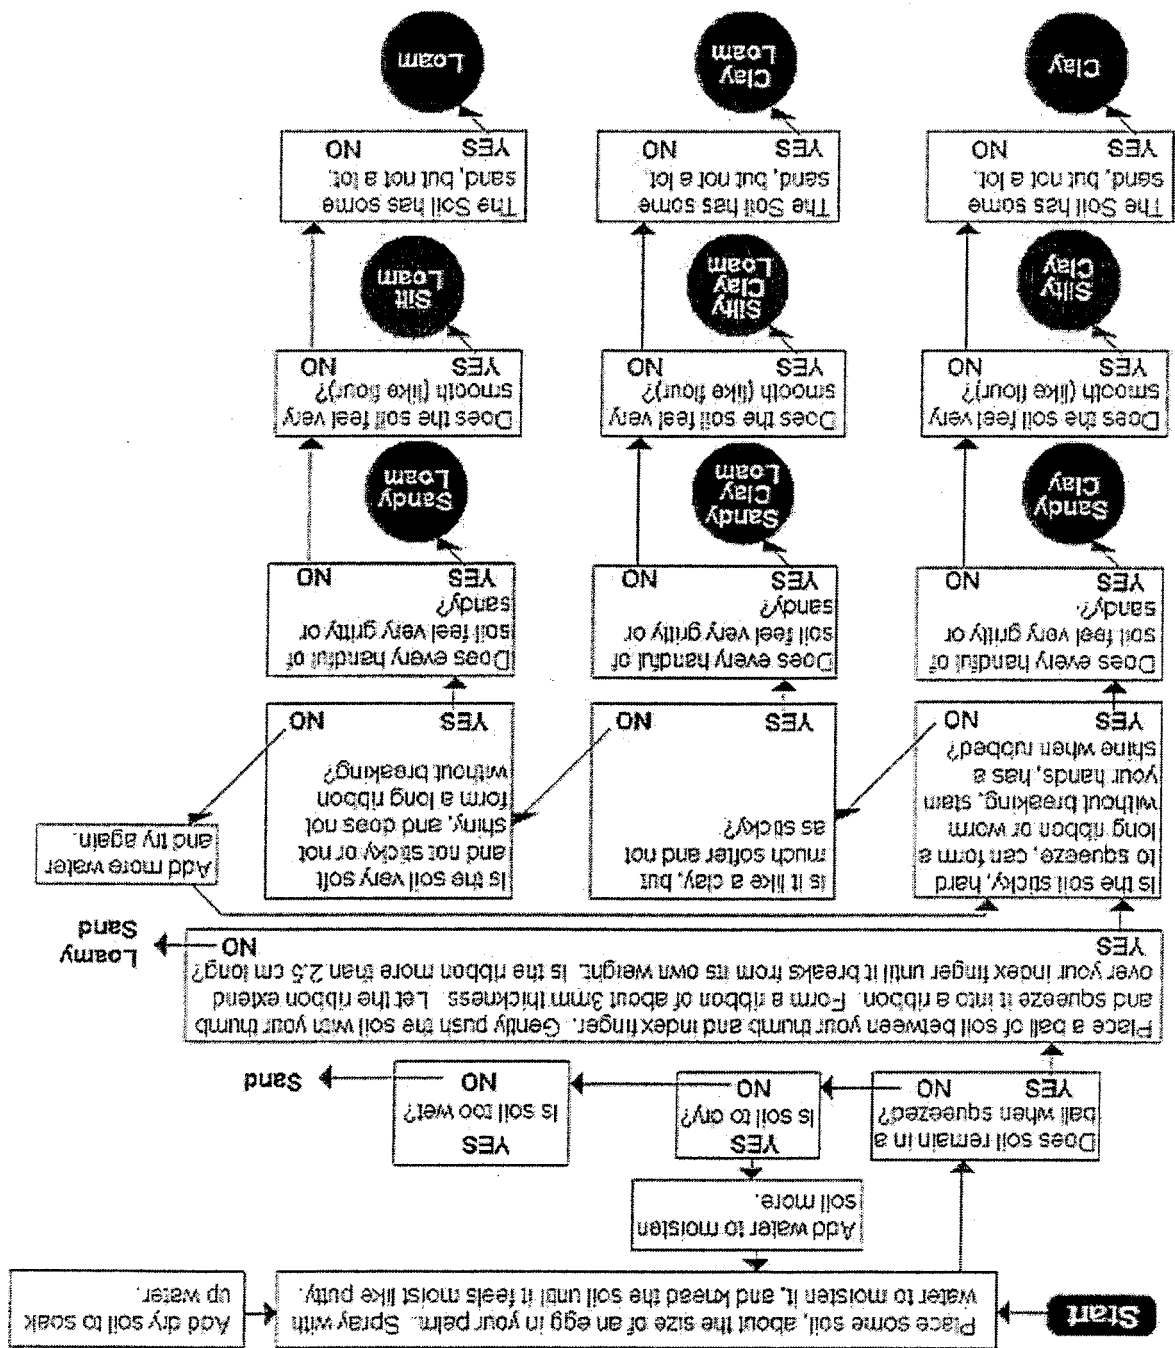 Start
Place some, soil, about the size of an egg in your palm. Spray with
water to moisten it, and knead the soil until it feels moist like putty.
Add dry soil to soak
up water.
Add water to moisten
soil more.
Does soil remain in a
ball when squeezed?
YES NO
YES
Is soil to dry?
NO
YES
Is soil too wet?
NO
Sand
Place a ball of soil between your thumb and index finger. Gently push the soil with your thumb
and squeeze it into a ribbon. Form a ribbon of about 3mm thickness. Let the ribbon extend
over your index finger until it breaks from its own weight. Is the ribbon more than 2.5 cm long?
YES NO
Loamy
Sand
Is the soil sticky, hard
to squeeze, can form a
long ribbon or worm
without breaking, stain
your hands, has a
shine when rubbed?
YES NO
Is it like a clay, but
much softer and not
as sticky?
YES NO
Is the soil very soft
and not sticky or not
shiny, and does not
form a long ribbon
without breaking?
YES NO
Add more water
and try again.
Does every handful of
soil feel very gritty or
sandy?
YES NO
Does every handful of
soil feel very gritty or
sandy?
YES NO
Does every handful of
soil feel very gritty or
sandy?
YES NO
Sandy
Clay
Sandy
Clay
Loam
Sandy
Loam
Does the soil feel very
smooth (like flour)?
YES NO
Does the soil feel very
smooth (like flour)?
YES NO
Does the soil feel very
smooth (like flour)?
YES NO
Silty
Clay
Silty
Clay
Loam
Silt
Loam
The Soil has some
sand, but not a lot.
YES NO
The Soil has some
sand, but not a lot.
YES NO
The Soil has some
sand, but not a lot.
YES NO
Clay
Clay
Loam
Loam